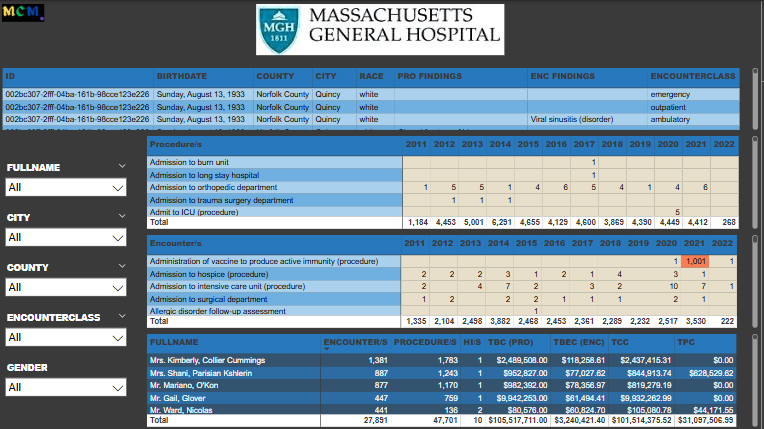 MCM.
MGH
1811
MASSACHUSETTS
GENERAL HOSPITAL
ID BIRTHDATE COUNTY CITY RACE PRO FINDINGS ENC FINDINGS ENCOUNTERCLASS
002bc307-2fff-04ba-161b-98cce123e226 Sunday, August 13, 1933 Norfolk County Quincy white emergency
002bc307-2fff-04ba-161b-98cce123e226 Sunday, August 13, 1933 Norfolk County Quincy white outpatient
002bc307-2fff-04ba-161b-98cce123e226 Sunday, August 13, 1933 Norfolk County Quincy white Viral sinusitis (disorder) ambulatory
FULLNAME
All
CITY
All
COUNTY
All
ENCOUNTERCLASS
All
GENDER
All
Procedure/s 2011 2012 2013 2014 2015 2016 2017 2018 2019 2020 2021 2022
Admission to burn unit 1
Admission to long stay hospital 1
Admission to orthopedic department 1 5 5 1 4 6 5 4 1 4 6
Admission to trauma surgery department 1 1 1
Admit to ICU (procedure) 5
Total 1,184 4,453 5,001 6,291 4,655 4,129 4,600 3,869 4,390 4,449 4,412 268
Encounter/s 2011 2012 2013 2014 2015 2016 2017 2018 2019 2020 2021 2022
Administration of vaccine to produce active immunity (procedure) 1 1,001 1
Admission to hospice (procedure) 2 2 2 3 1 2 1 4 3 1
Admission to intensive care unit (procedure) 2 4 7 2 3 2 10 7 1
Admission to surgical department 1 2 2 2 1 1 1 2 1
Allergic disorder follow-up assessment 1
Total 1,335 2,104 2,498 3,882 2,468 2,453 2,361 2,289 2,232 2,517 3,530 222
FULLNAME ENCOUNTER/S PROCEDURE/S HI/S TBC (PRO) TBEC (ENC) TCC TPC
Mrs. Kimberly, Collier Cummings 1,381 1,783 1 $2,489,508.00 $118,258.61 $2,437,415.31 $0.00
Mrs. Shani, Parisian Kshlerin 887 1,243 1 $952,827.00 $77,027.62 $844,913.74 $628,529.62
Mr. Mariano, O'Kon 877 1,170 1 $982,392.00 $78,356.97 $819,279.19 $0.00
Mr. Gail, Glover 447 759 1 $9,942,253.00 $61,494.41 $9,932,262.99 $0.00
Mr. Ward, Nicolas 441 136 2 $80,576.00 $60,824.70 $105,080.78 $44,171.55
Total 27,891 47,701 10 $105,517,711.00 $3,240,421.40 $101,514,375.52 $31,097,506.99